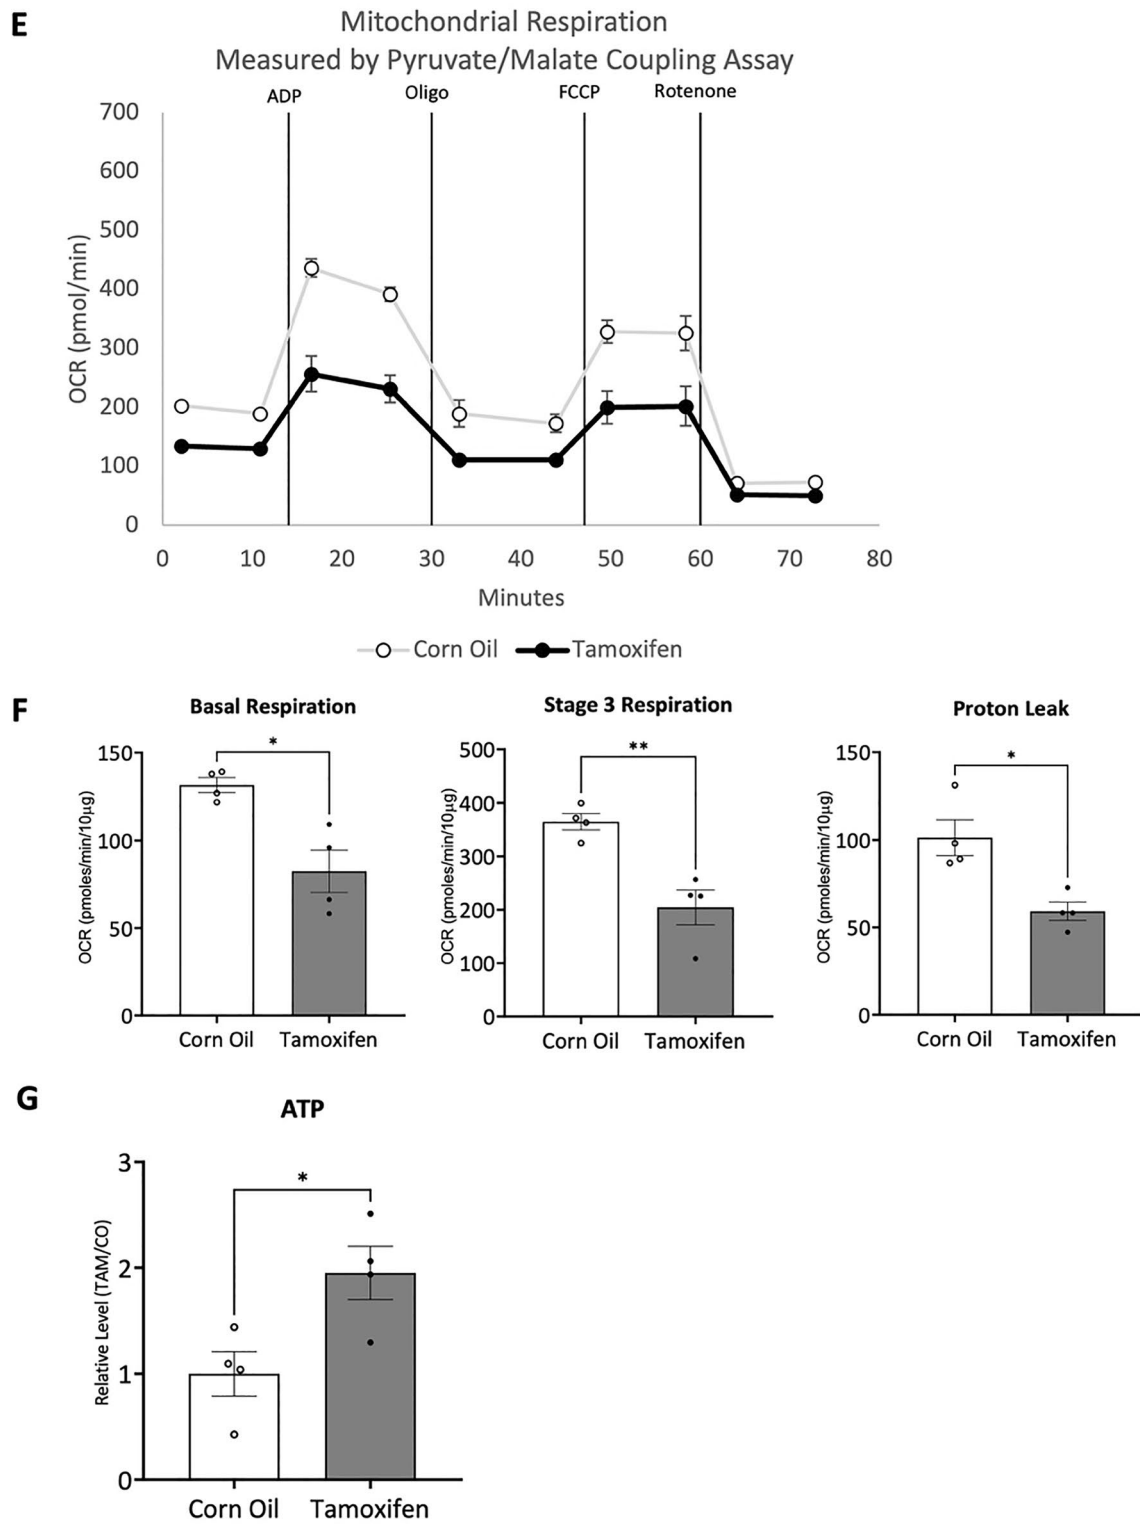 E
Mitochondrial Respiration
Measured by Pyruvate/Malate Coupling Assay
ADP Oligo FCCP Rotenone
700
600
500
400
300
200
100
0
OCR (pmol/min)
0 10 20 30 40 50 60 70 80
Minutes
Corn Oil Tamoxifen
F
Basal Respiration
*
150
100
50
0
OCR (pmoles/min/10µg)
Corn Oil Tamoxifen
Stage 3 Respiration
**
500
400
300
200
100
0
OCR (pmoles/min/10µg)
Corn Oil Tamoxifen
Proton Leak
*
150
100
50
0
OCR (pmoles/min/10µg)
Corn Oil Tamoxifen
G
ATP
*
3
2
1
0
Relative Level (TAM/CO)
Corn Oil Tamoxifen